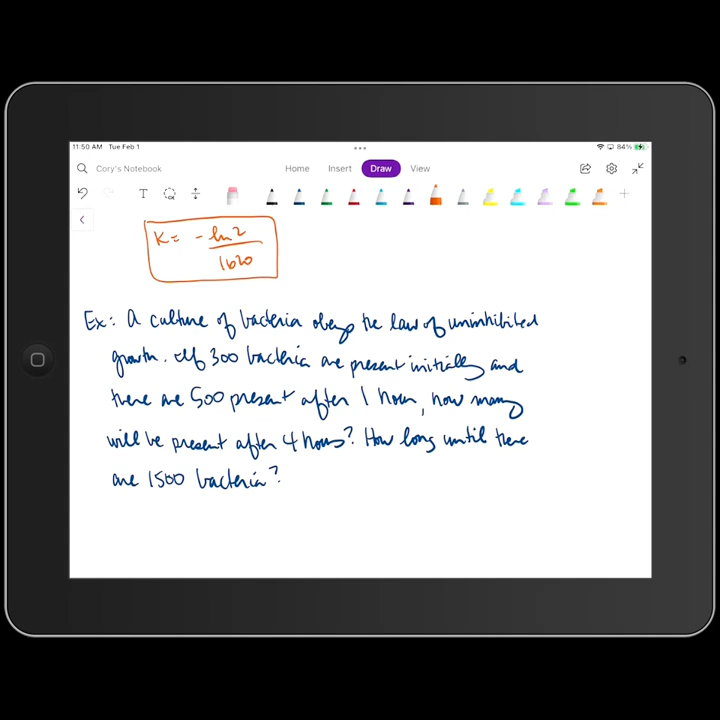 11:50 AM Tue Feb 1
84%
Cory's Notebook
Home Insert Draw View
K = - ln 2
1620
Ex: A culture of bacteria obeys the law of uninhibited
growth. If 300 bacteria are present initially and
there are 500 present after 1 hour, how many
will be present after 4 hours? How long until there
are 1500 bacteria?